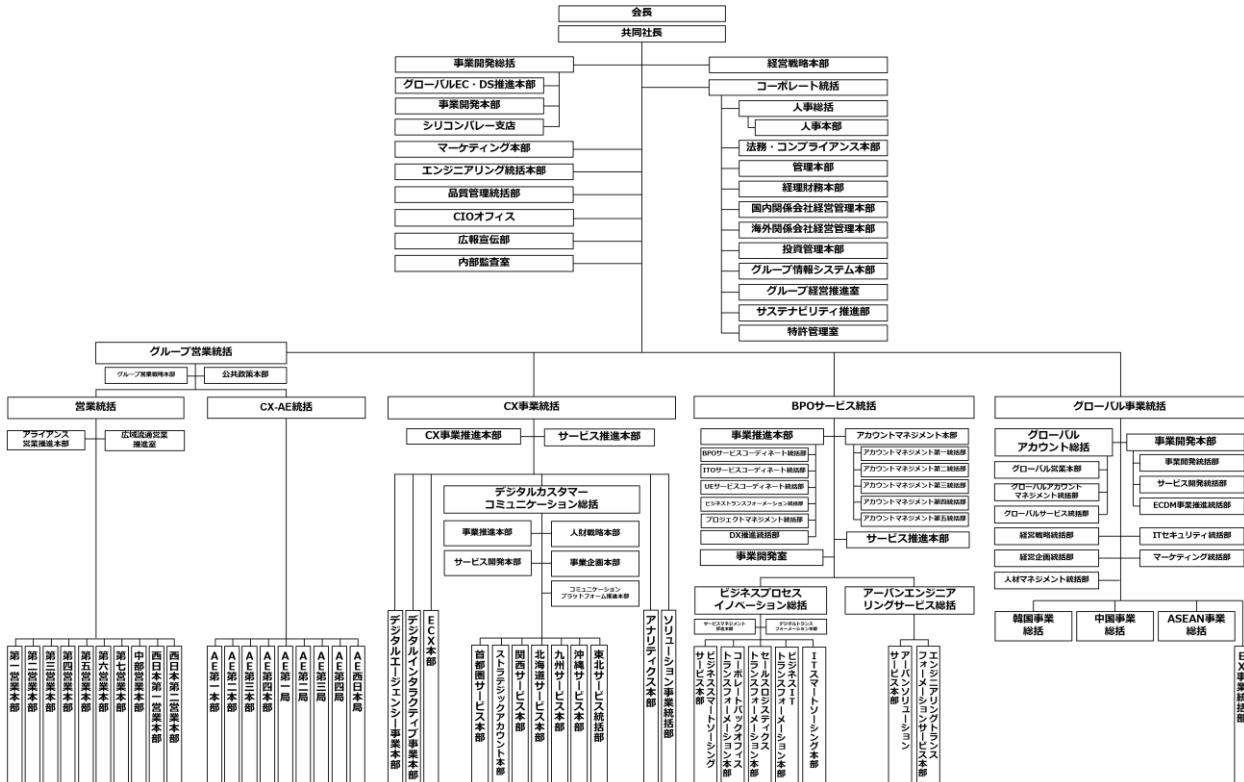 会長
共同社長
事業開発総括
グローバルEC・DS推進本部
事業開発本部
シリコンバレー支店
マーケティング本部
エンジニアリング統括本部
品質管理統括部
CIOオフィス
広報宣伝部
内部監査室
経営戦略本部
コーポレート統括
人事総括
人事本部
法務・コンプライアンス本部
管理本部
経理財務本部
国内関係会社経営管理本部
海外関係会社経営管理本部
投資管理本部
グループ情報システム本部
グループ経営推進室
サステナビリティ推進部
特許管理室
グループ営業統括
グループ営業戦略本部
公共政策本部
営業統括
アライアンス
営業推進本部
広域流通営業
推進室
第一営業本部
第二営業本部
第三営業本部
第四営業本部
第五営業本部
第六営業本部
第七営業本部
中部営業本部
西日本第一営業本部
西日本第二営業本部
CX-AE統括
AE第一本部
AE第二本部
AE第三本部
AE第四本部
AE第一局
AE第二局
AE第三局
AE第四局
AE西日本局
CX事業統括
CX事業推進本部
サービス推進本部
デジタルエージェンシー事業本部
デジタルインタラクティブ事業本部
ECX本部
デジタルカスタマー
コミュニケーション総括
事業推進本部
人財戦略本部
サービス開発本部
事業企画本部
コミュニケーション
プラットフォーム推進本部
首都圏サービス本部
ストラテジックアカウント本部
関西サービス本部
北海道サービス本部
九州サービス本部
沖縄サービス本部
東北サービス統括部
アナリティクス本部
ソリューション事業統括部
BPOサービス統括
事業推進本部
BPOサービスコーディネート統括部
ITOサービスコーディネート統括部
UEサービスコーディネート統括部
ビジネストランスフォーメーション統括部
プロジェクトマネジメント統括部
DX推進統括部
事業開発室
アカウントマネジメント本部
アカウントマネジメント第一統括部
アカウントマネジメント第二統括部
アカウントマネジメント第三統括部
アカウントマネジメント第四統括部
アカウントマネジメント第五統括部
サービス推進本部
ビジネスプロセス
イノベーション総括
サービスマネジメント
推進本部
デジタルトランス
フォーメーション本部
ビジネススマートソーシング
サービス本部
コーポレートバックオフィス
トランスフォーメーション本部
セールスロジスティクス
トランスフォーメーション本部
ビジネスIT
トランスフォーメーション本部
ITスマートソーシング本部
アーバンエンジニア
リングサービス総括
アーバンソリューション
サービス本部
エンジニアリングトランス
フォーメーションサービス本部
グローバル事業統括
グローバル
アカウント総括
グローバル営業本部
グローバルアカウント
マネジメント統括部
グローバルサービス統括部
事業開発本部
事業開発統括部
サービス開発統括部
ECDM事業推進統括部
経営戦略統括部
ITセキュリティ統括部
経営企画統括部
マーケティング統括部
人材マネジメント統括部
韓国事業
総括
中国事業
総括
ASEAN事業
総括
EX事業統括部